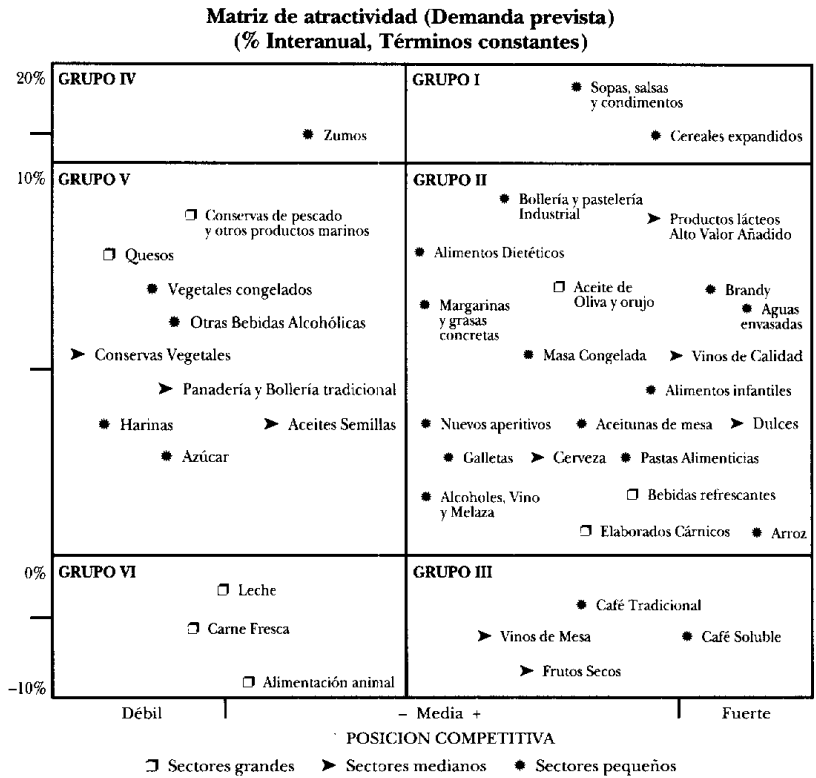 Matriz de atractividad (Demanda prevista)
(% Interanual, Términos constantes)
20%
GRUPO IV
GRUPO I
Sopas, salsas
y condimentos
Zumos
Cereales expandidos
10%
GRUPO V
GRUPO II
Conservas de pescado
y otros productos marinos
Bollería y pastelería
Industrial
Productos lácteos
Alto Valor Añadido
Quesos
Alimentos Dietéticos
Vegetales congelados
Aceite de
Oliva y orujo
Brandy
Margarinas
y grasas
concretas
Aguas
envasadas
Otras Bebidas Alcohólicas
Conservas Vegetales
Masa Congelada
Vinos de Calidad
Panadería y Bollería tradicional
Alimentos infantiles
Harinas
Aceites Semillas
Nuevos aperitivos
Aceitunas de mesa
Dulces
Azúcar
Galletas
Cerveza
Pastas Alimenticias
Alcoholes, Vino
y Melaza
Bebidas refrescantes
Elaborados Cárnicos
Arroz
0%
GRUPO VI
GRUPO III
Leche
Café Tradicional
Carne Fresca
Vinos de Mesa
Café Soluble
Alimentación animal
Frutos Secos
–10%
Débil
– Media +
Fuerte
POSICION COMPETITIVA
Sectores grandes
Sectores medianos
Sectores pequeños